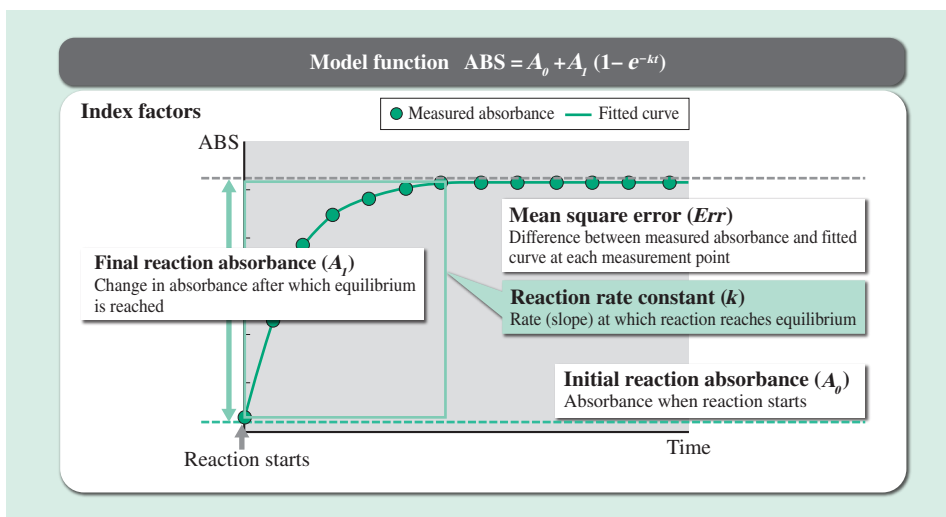 Model function ABS = A₀ + A₁ (1– e⁻ᵏᵗ)
Index factors
Measured absorbance
Fitted curve
ABS
Mean square error (Err)
Difference between measured absorbance and fitted
curve at each measurement point
Final reaction absorbance (A₁)
Change in absorbance after which equilibrium
is reached
Reaction rate constant (k)
Rate (slope) at which reaction reaches equilibrium
Initial reaction absorbance (A₀)
Absorbance when reaction starts
Time
Reaction starts